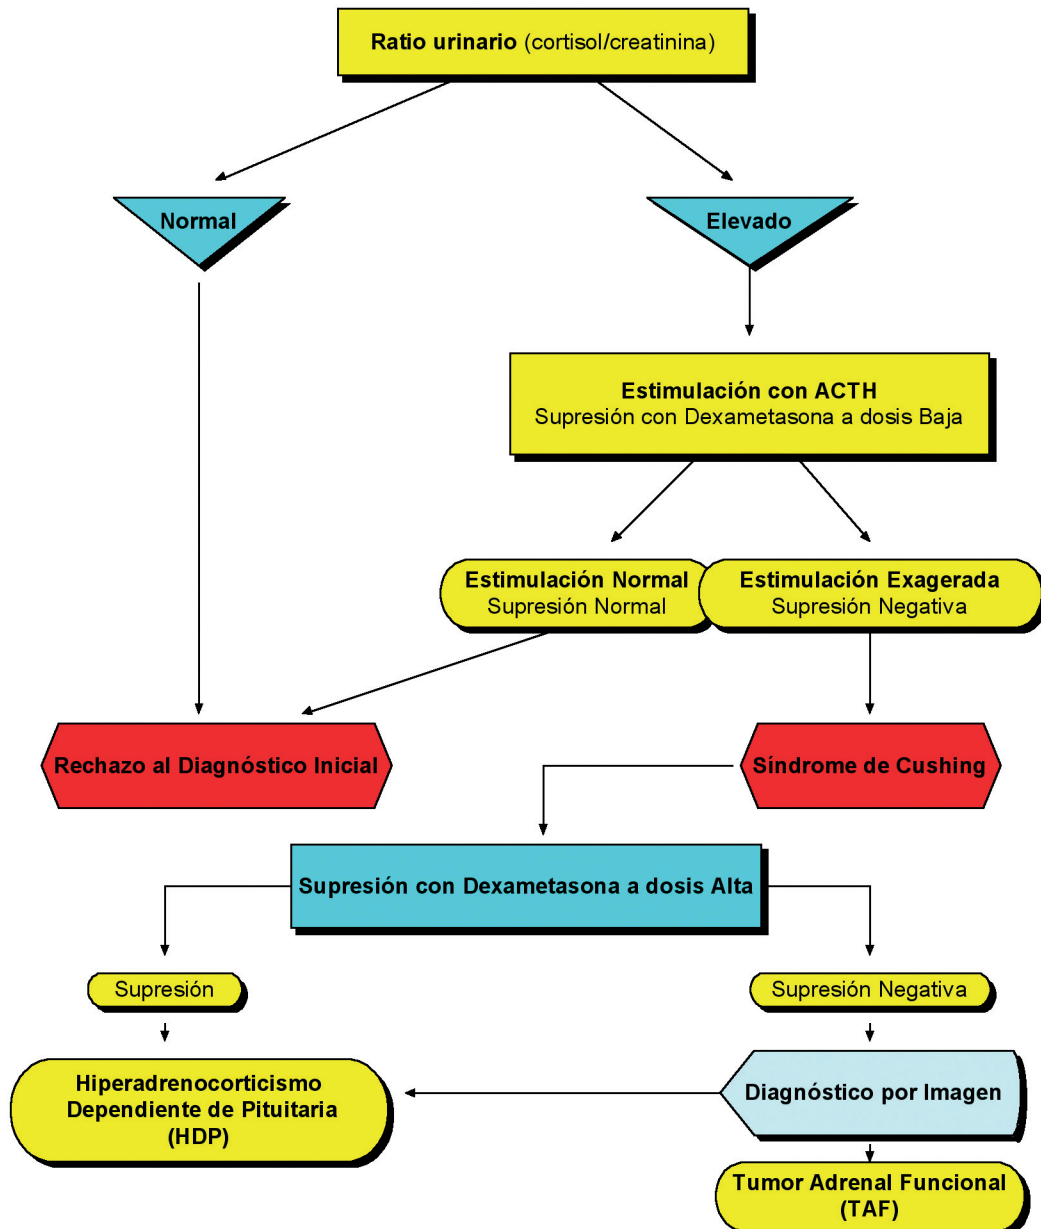 Ratio urinario (cortisol/creatinina)
Normal
Elevado
Estimulación con ACTH
Supresión con Dexametasona a dosis Baja
Estimulación Normal
Supresión Normal
Estimulación Exagerada
Supresión Negativa
Rechazo al Diagnóstico Inicial
Síndrome de Cushing
Supresión con Dexametasona a dosis Alta
Supresión
Supresión Negativa
Hiperadrenocorticismo
Dependiente de Pituitaria
(HDP)
Diagnóstico por Imagen
Tumor Adrenal Funcional
(TAF)